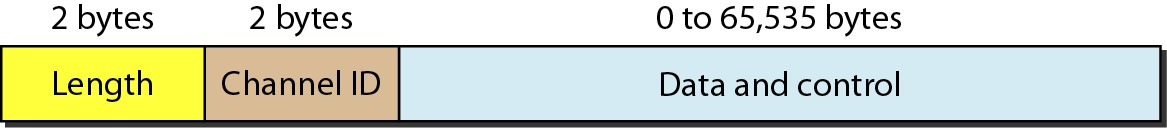 2 bytes 2 bytes 0 to 65,535 bytes
Length Channel ID Data and control